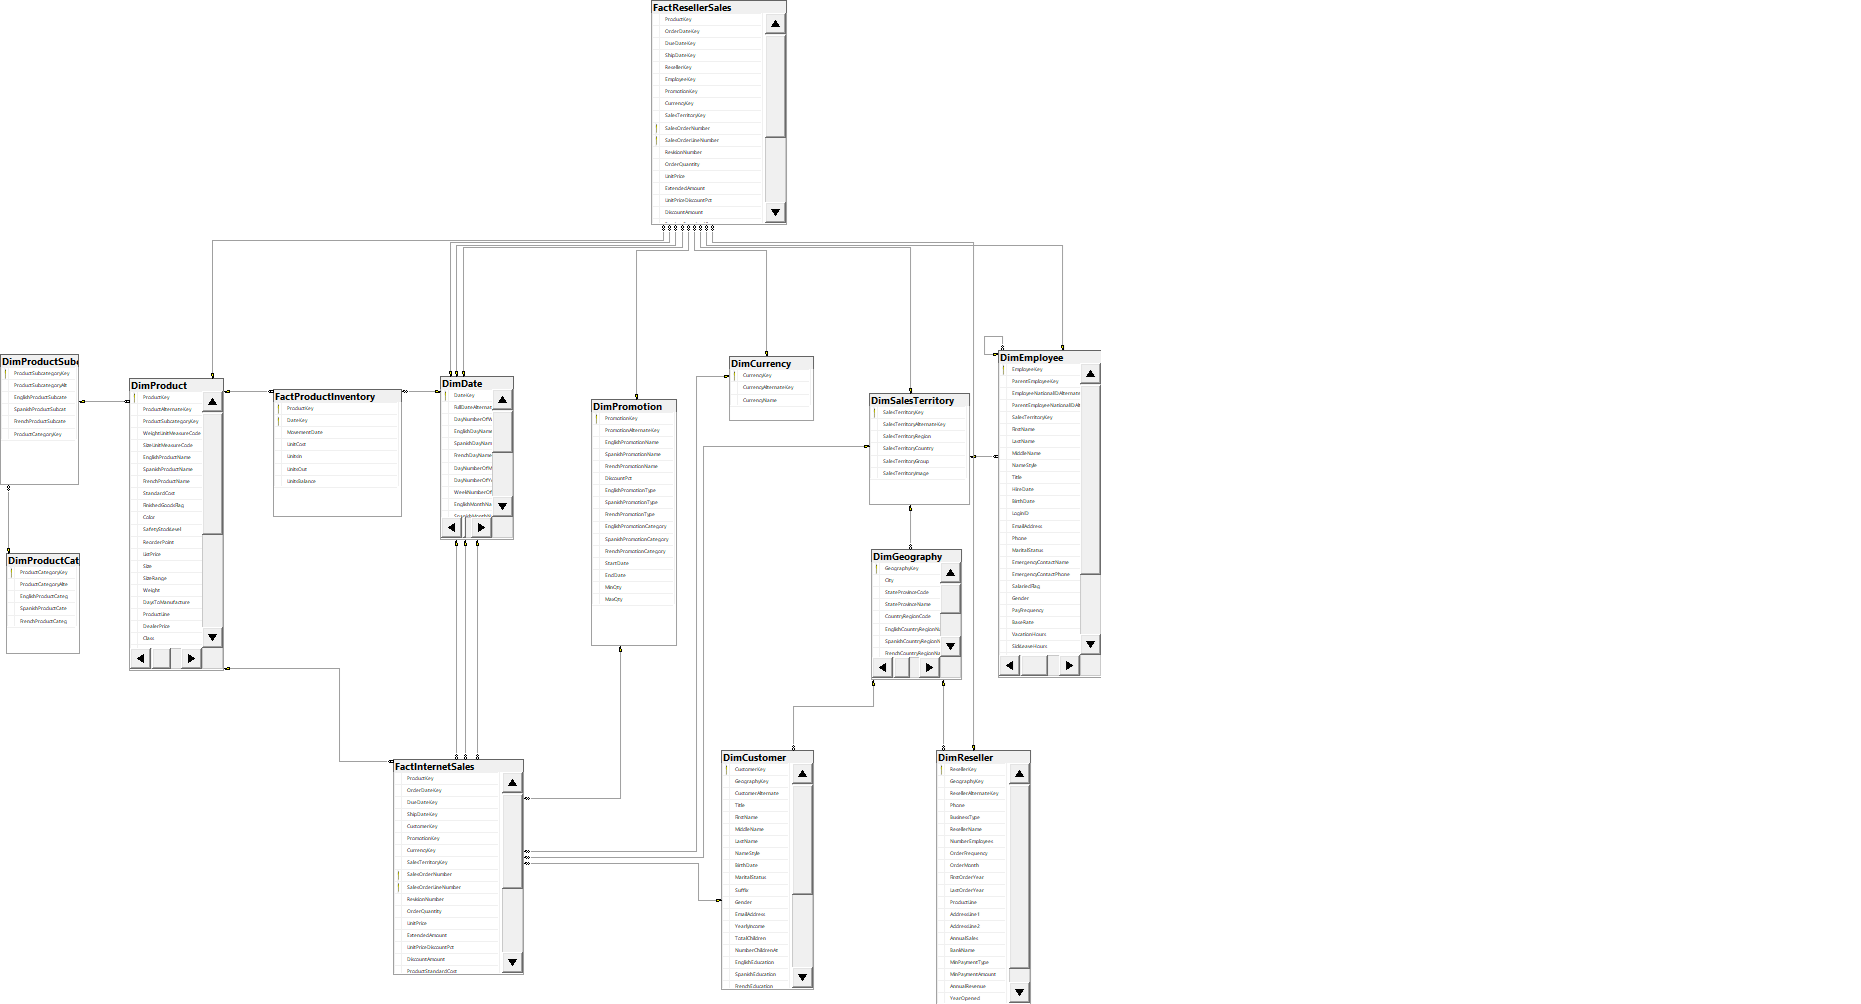 FactResellerSales
ProductKey
OrderDateKey
DueDateKey
ShipDateKey
ResellerKey
EmployeeKey
PromotionKey
CurrencyKey
SalesTerritoryKey
SalesOrderNumber
SalesOrderLineNumber
RevisionNumber
OrderQuantity
UnitPrice
ExtendedAmount
UnitPriceDiscountPct
DiscountAmount
DimProductSub
ProductSubcategoryKey
ProductSubcategoryAlt
EnglishProductSubcate
SpanishProductSubcat
FrenchProductSubcate
ProductCategoryKey
DimProductCat
ProductCategoryKey
ProductCategoryAlte
EnglishProductCateg
SpanishProductCate
FrenchProductCateg
DimProduct
ProductKey
ProductAlternateKey
ProductSubcategoryKey
WeightUnitMeasureCode
SizeUnitMeasureCode
EnglishProductName
SpanishProductName
FrenchProductName
StandardCost
FinishedGoodsFlag
Color
SafetyStockLevel
ReorderPoint
ListPrice
Size
SizeRange
Weight
DaysToManufacture
ProductLine
DealerPrice
Class
FactProductInventory
ProductKey
DateKey
MovementDate
UnitCost
UnitsIn
UnitsOut
UnitsBalance
DimDate
DateKey
FullDateAlternat
DayNumberOfW
EnglishDayName
SpanishDayName
FrenchDayName
DayNumberOfM
DayNumberOfY
WeekNumberOf
EnglishMonthNa
SpanishMonthN
DimPromotion
PromotionKey
PromotionAlternateKey
EnglishPromotionName
SpanishPromotionName
FrenchPromotionName
DiscountPct
EnglishPromotionType
SpanishPromotionType
FrenchPromotionType
EnglishPromotionCategory
SpanishPromotionCategory
FrenchPromotionCategory
StartDate
EndDate
MinQty
MaxQty
DimCurrency
CurrencyKey
CurrencyAlternateKey
CurrencyName
DimSalesTerritory
SalesTerritoryKey
SalesTerritoryAlternateKey
SalesTerritoryRegion
SalesTerritoryCountry
SalesTerritoryGroup
SalesTerritoryImage
DimEmployee
EmployeeKey
ParentEmployeeKey
EmployeeNationalIDAlternate
ParentEmployeeNationalIDAl
SalesTerritoryKey
FirstName
LastName
MiddleName
NameStyle
Title
HireDate
BirthDate
LoginID
EmailAddress
Phone
MaritalStatus
EmergencyContactName
EmergencyContactPhone
SalariedFlag
Gender
PayFrequency
BaseRate
VacationHours
SickLeaveHours
DimGeography
GeographyKey
City
StateProvinceCode
StateProvinceName
CountryRegionCode
EnglishCountryRegionN
SpanishCountryRegionN
FrenchCountryRegionNa
FactInternetSales
ProductKey
OrderDateKey
DueDateKey
ShipDateKey
CustomerKey
PromotionKey
CurrencyKey
SalesTerritoryKey
SalesOrderNumber
SalesOrderLineNumber
RevisionNumber
OrderQuantity
UnitPrice
ExtendedAmount
UnitPriceDiscountPct
DiscountAmount
ProductStandardCost
DimCustomer
CustomerKey
GeographyKey
CustomerAlternate
Title
FirstName
MiddleName
LastName
NameStyle
BirthDate
MaritalStatus
Suffix
Gender
EmailAddress
YearlyIncome
TotalChildren
NumberChildrenAt
EnglishEducation
SpanishEducation
FrenchEducation
DimReseller
ResellerKey
GeographyKey
ResellerAlternateKey
Phone
BusinessType
ResellerName
NumberEmployees
OrderFrequency
OrderMonth
FirstOrderYear
LastOrderYear
ProductLine
AddressLine1
AddressLine2
AnnualSales
BankName
MinPaymentType
MinPaymentAmount
AnnualRevenue
YearOpened